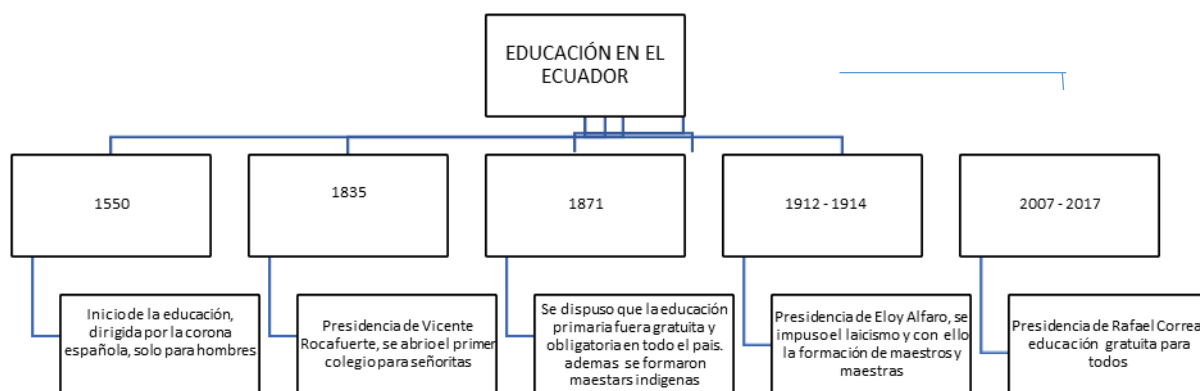 EDUCACIÓN EN EL
ECUADOR
1550
1835
1871
1912 - 1914
2007 - 2017
Inicio de la educación,
dirigida por la corona
española, solo para hombres
Presidencia de Vicente
Rocafuerte, se abrio el primer
colegio para señoritas
Se dispuso que la educación
primaria fuera gratuita y
obligatoria en todo el pais.
ademas se formaron
maestars indigenas
Presidencia de Eloy Alfaro, se
impuso el laicismo y con ello
la formación de maestros y
maestras
Presidencia de Rafael Correa
educación gratuita para
todos